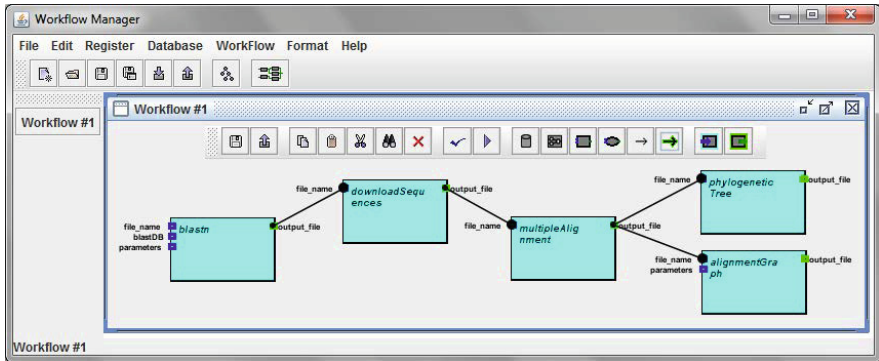 Workflow Manager
File Edit Register Database WorkFlow Format Help
Workflow #1
Workflow #1
file_name
blastDB
parameters
blastn
output_file
file_name
downloadSequ
ences
output_file
file_name
multipleAlig
nment
output_file
file_name
phylogenetic
Tree
output_file
file_name
parameters
alignmentGra
ph
output_file
Workflow #1